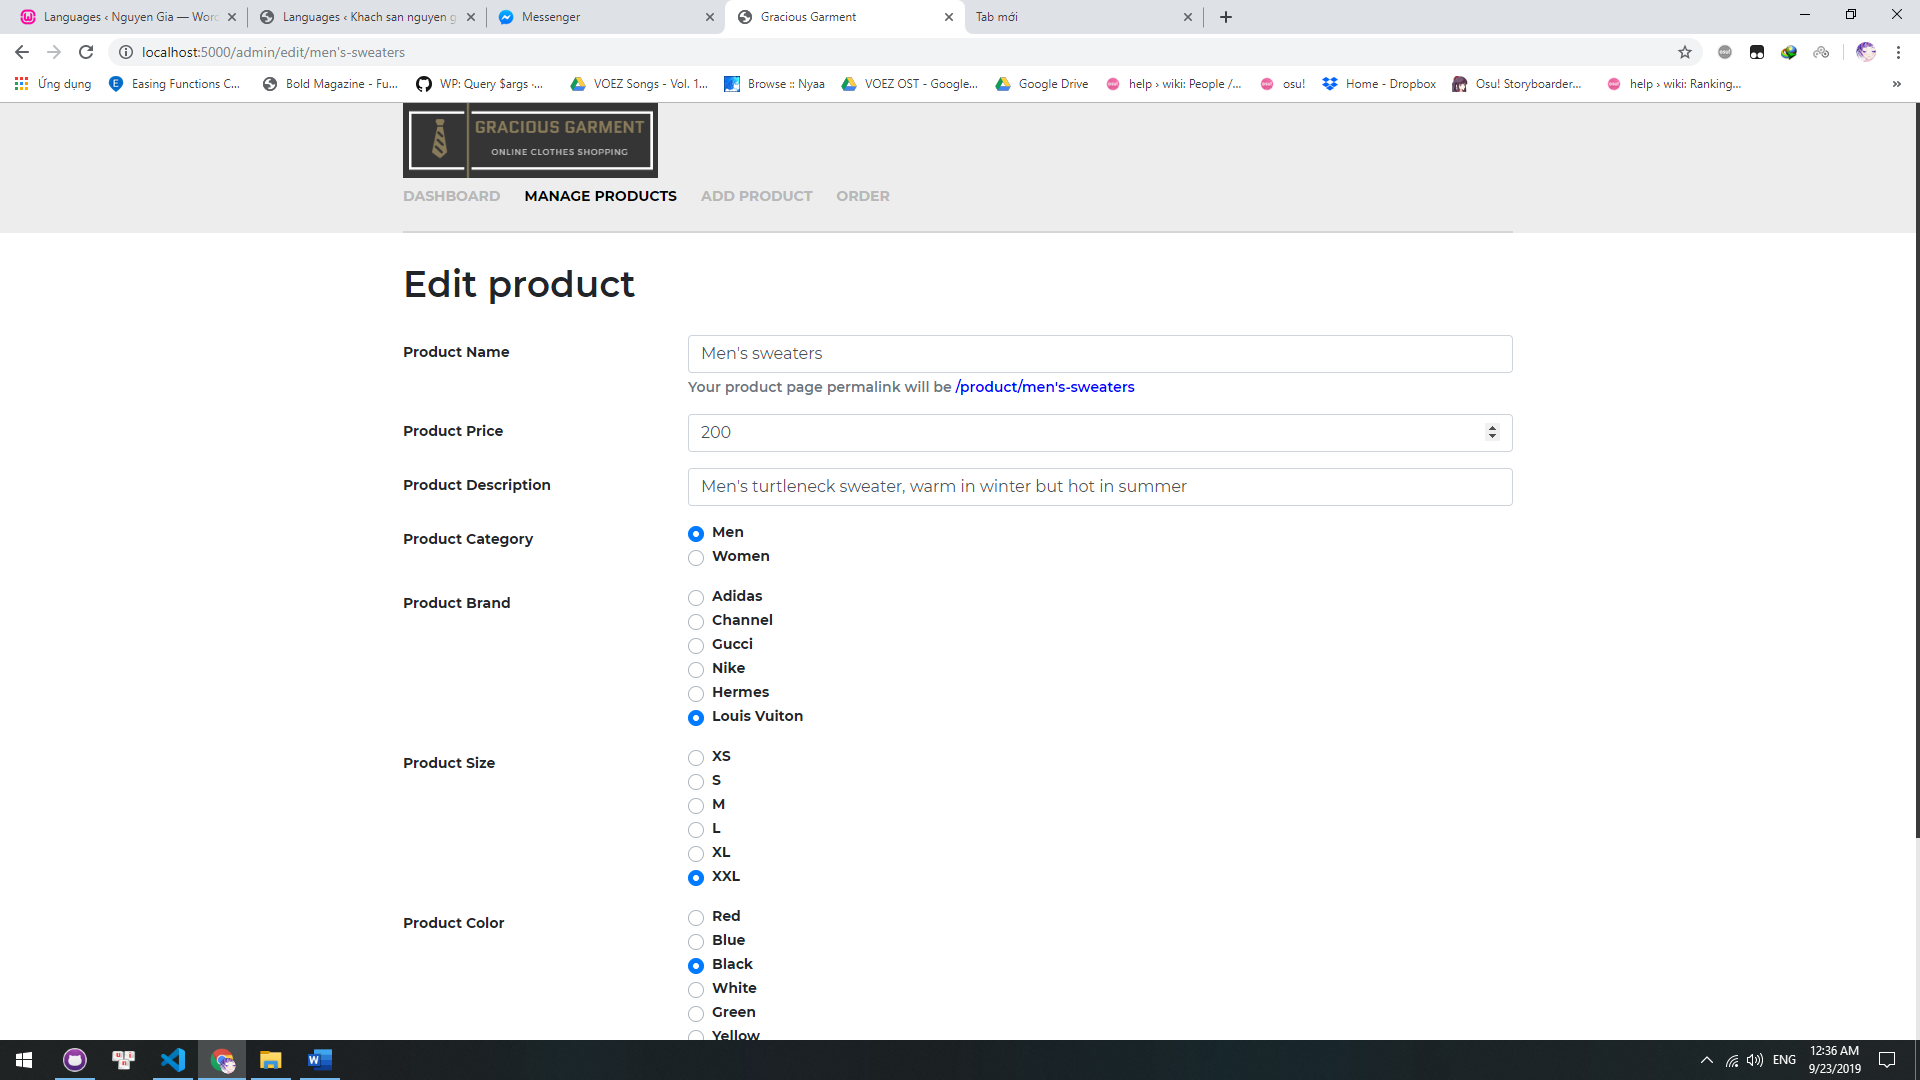 Languages ‹ Nguyen Gia — Worc
Languages ‹ Khach san nguyen g
Messenger
Gracious Garment
Tab mới
localhost:5000/admin/edit/men's-sweaters
Ứng dụng
Easing Functions C...
Bold Magazine - Fu...
WP: Query $args -...
VOEZ Songs - Vol. 1...
Browse :: Nyaa
VOEZ OST - Google...
Google Drive
help › wiki: People /...
osu!
Home - Dropbox
Osu! Storyboarder...
help › wiki: Ranking...
»
GRACIOUS GARMENT
ONLINE CLOTHES SHOPPING
DASHBOARD MANAGE PRODUCTS ADD PRODUCT ORDER
Edit product
Product Name
Men's sweaters
Your product page permalink will be /product/men's-sweaters
Product Price
200
Product Description
Men's turtleneck sweater, warm in winter but hot in summer
Product Category
Men
Women
Product Brand
Adidas
Channel
Gucci
Nike
Hermes
Louis Vuiton
Product Size
XS
S
M
L
XL
XXL
Product Color
Red
Blue
Black
White
Green
Yellow
ENG
12:36 AM
9/23/2019